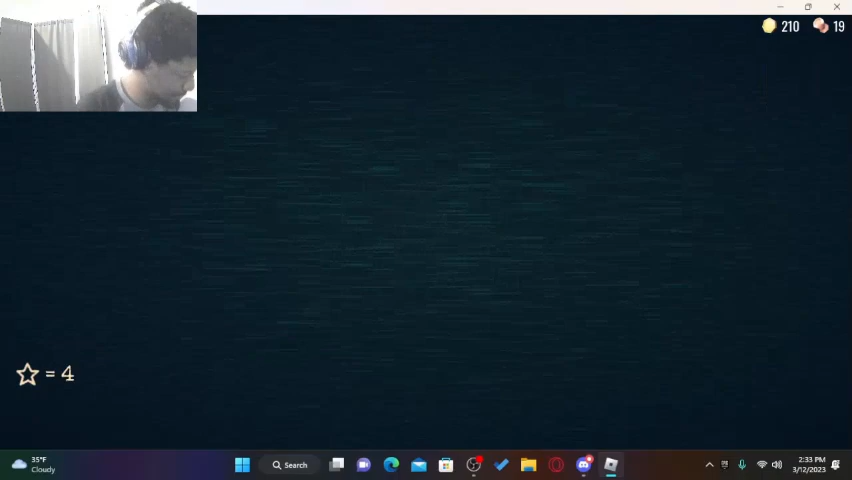 210
19
☆ = 4
35°F
Cloudy
Search
2:33 PM
3/12/2023